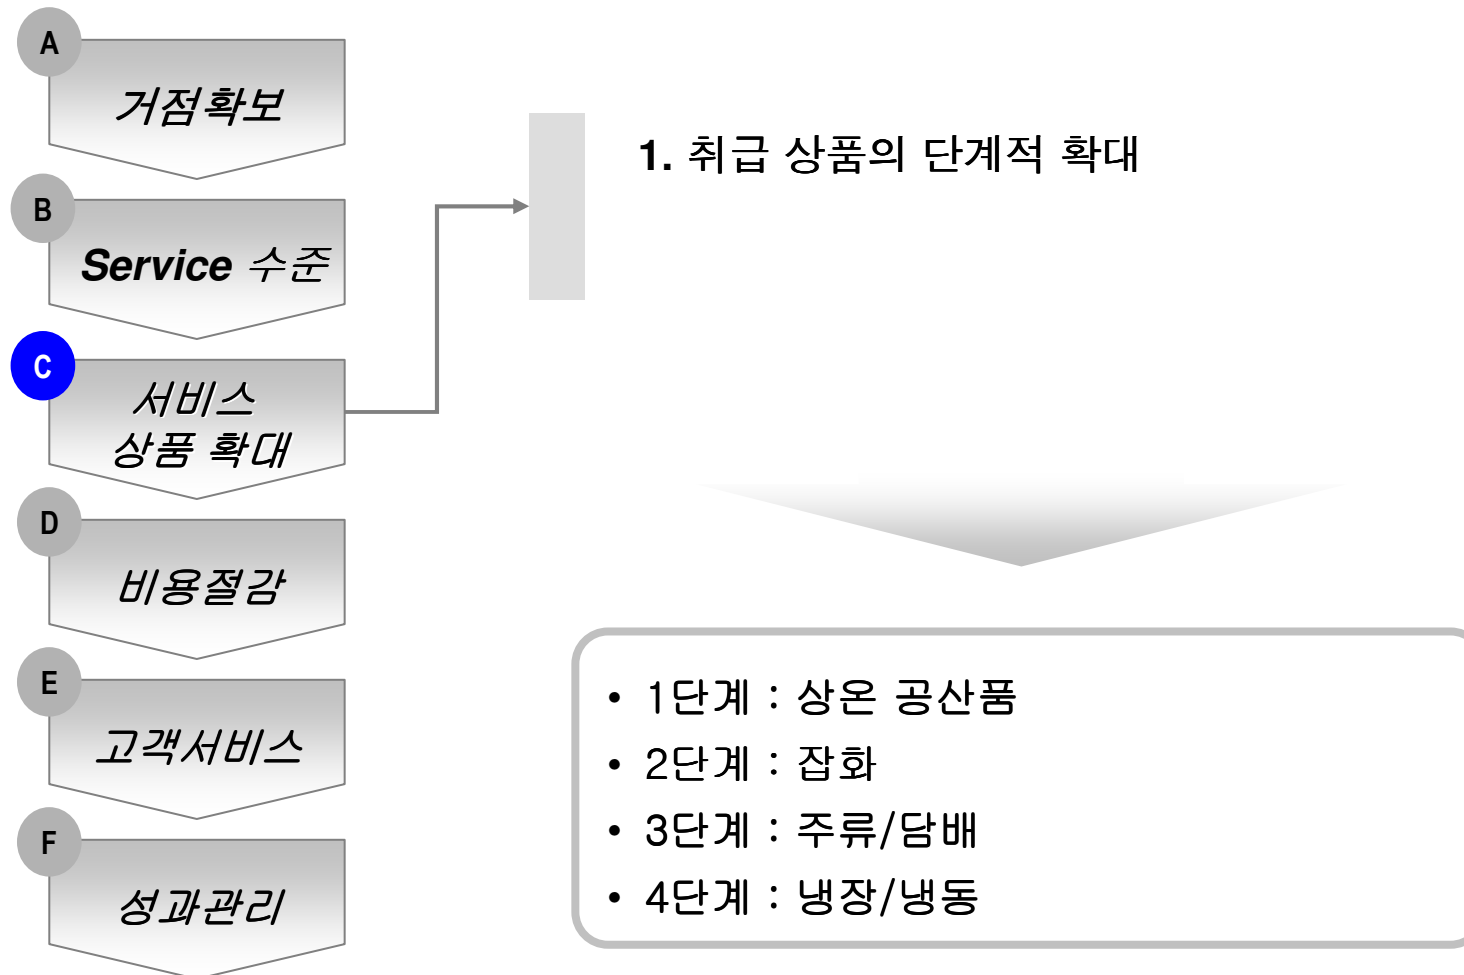 A
거점확보
B
Service 수준
C
서비스
상품 확대
D
비용절감
E
고객서비스
F
성과관리
1. 취급 상품의 단계적 확대
• 1단계 : 상온 공산품
• 2단계 : 잡화
• 3단계 : 주류/담배
• 4단계 : 냉장/냉동